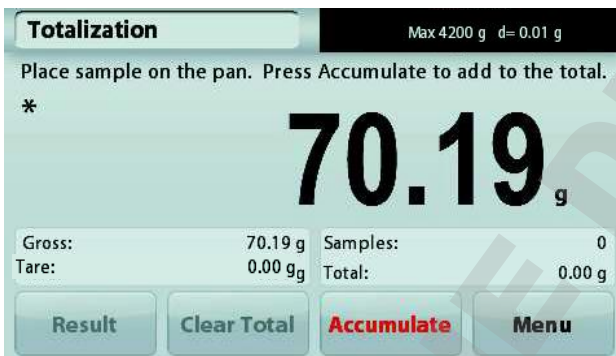 Totalization
Max 4200 g d= 0.01 g
Place sample on the pan. Press Accumulate to add to the total.
*
70.19 g
Gross: 70.19 g Samples: 0
Tare: 0.00 gg Total: 0.00 g
Result Clear Total Accumulate Menu